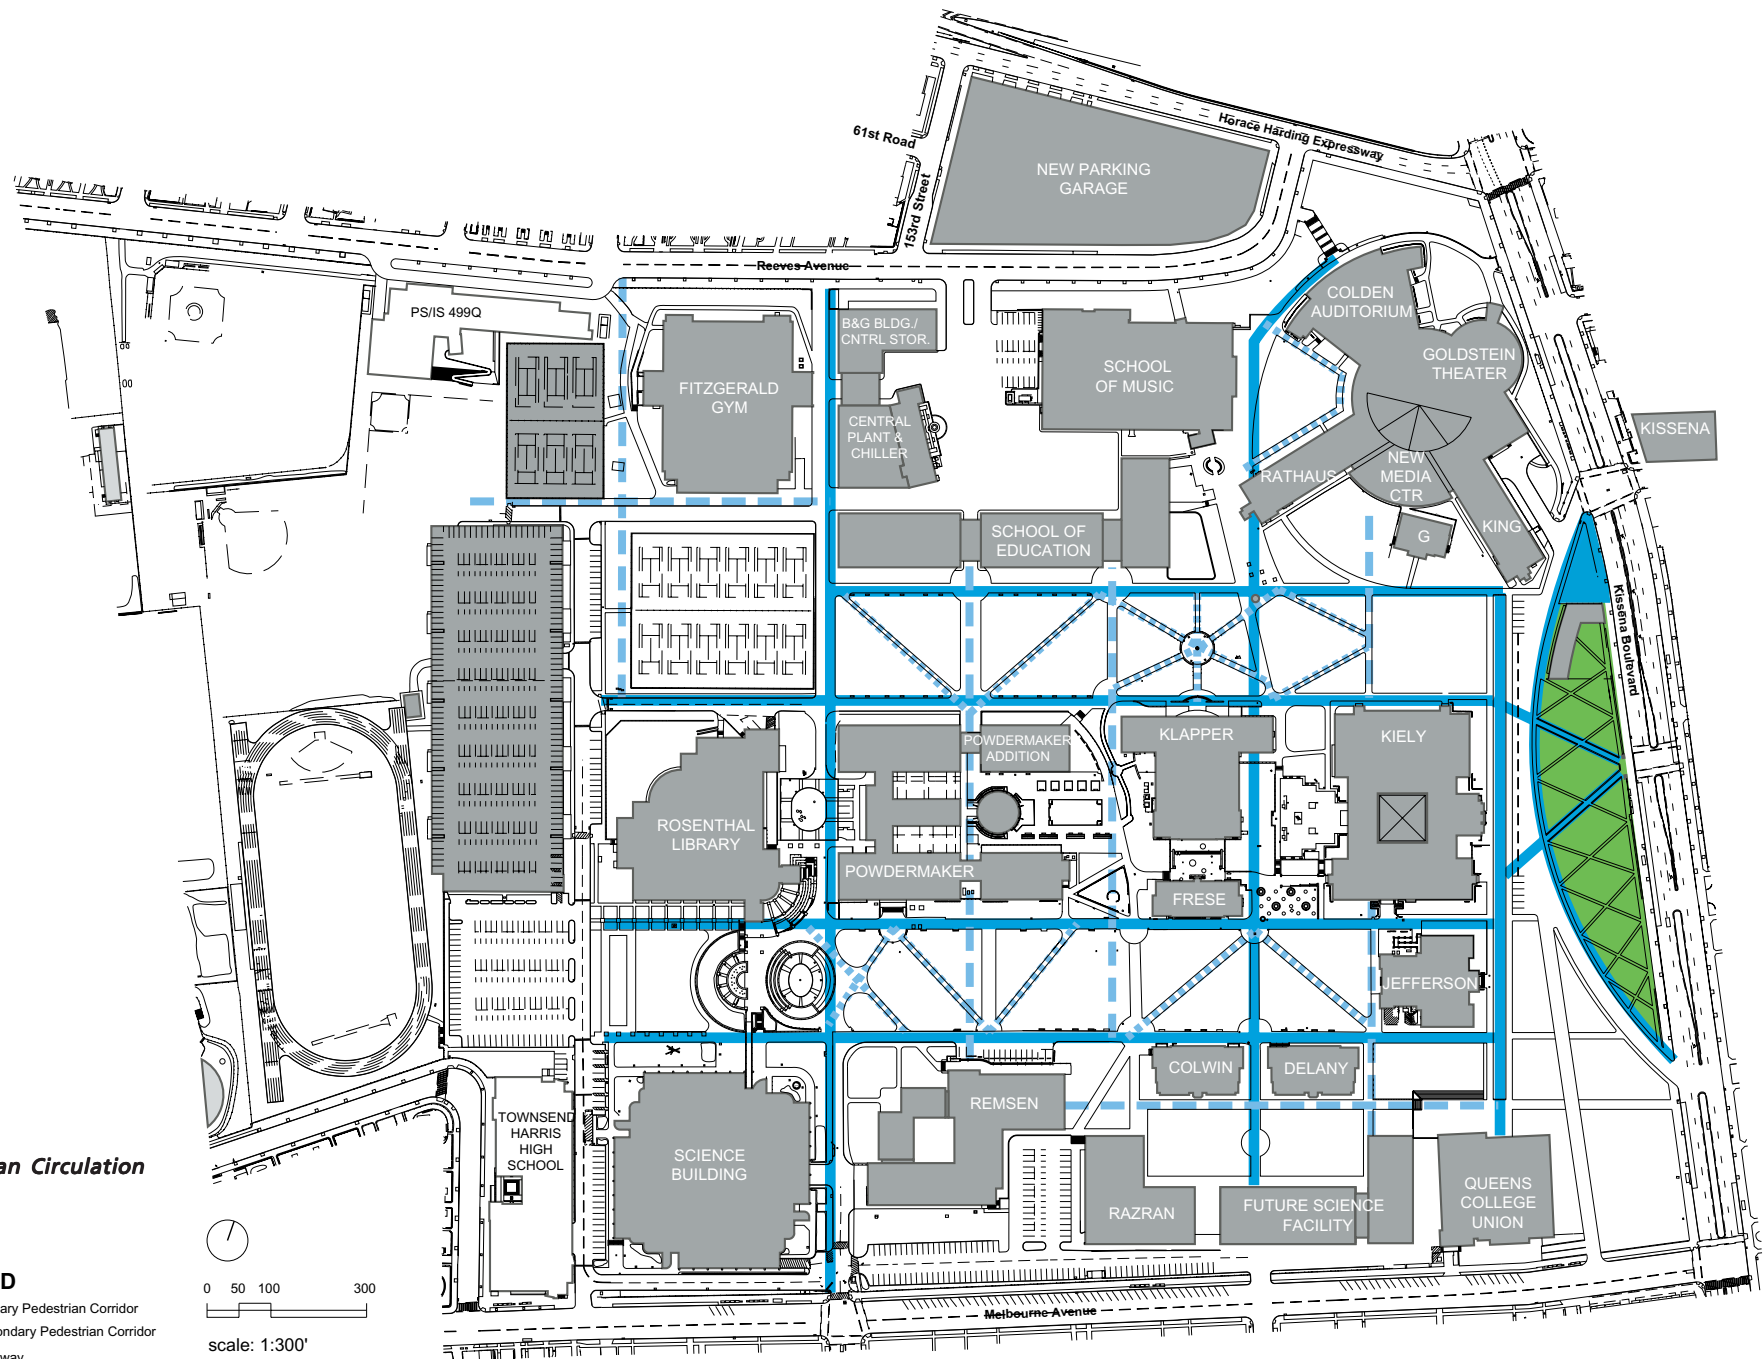 Horace Harding Expressway
61st Road
153rd Street
NEW PARKING
GARAGE
Reeves Avenue
PS/IS 499Q
FITZGERALD
GYM
B&G BLDG./
CNTRL STOR.
CENTRAL
PLANT &
CHILLER
SCHOOL
OF MUSIC
COLDEN
AUDITORIUM
GOLDSTEIN
THEATER
KISSENA
RATHAUS
NEW
MEDIA
CTR
KING
G
SCHOOL OF
EDUCATION
Kissena Boulevard
POWDERMAKER
ADDITION
KLAPPER
KIELY
ROSENTHAL
LIBRARY
POWDERMAKER
FRESE
JEFFERSON
COLWIN
DELANY
REMSEN
TOWNSEND
HARRIS
HIGH
SCHOOL
SCIENCE
BUILDING
RAZRAN
FUTURE SCIENCE
FACILITY
QUEENS
COLLEGE
UNION
Melbourne Avenue
an Circulation
D
0 50 100 300
ary Pedestrian Corridor
ondary Pedestrian Corridor
way
scale: 1:300'